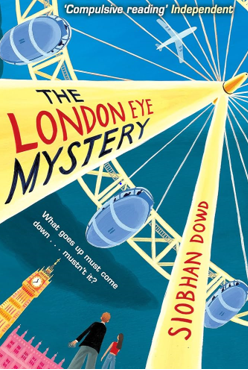 'Compulsive reading' Independent
THE
LONDON EYE
MYSTERY
What goes up must come
down . . . mustn't it?
SIOBHAN DOWD